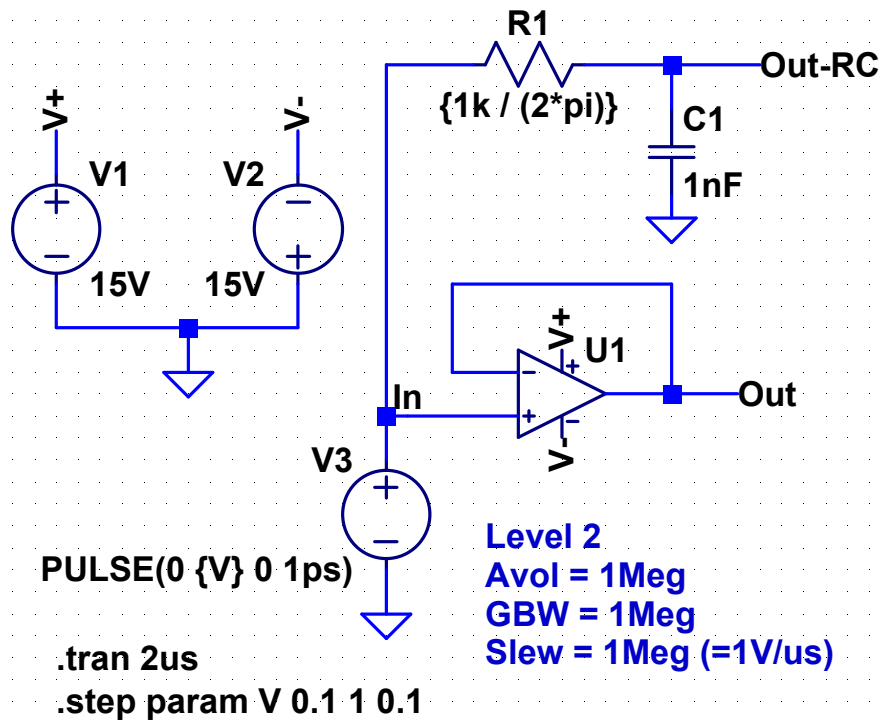 R1
Out-RC
{1k / (2*pi)}
V+
V-
C1
V1
V2
1nF
15V
15V
V+
U1
In
Out
V-
V3
Level 2
PULSE(0 {V} 0 1ps)
Avol = 1Meg
GBW = 1Meg
Slew = 1Meg (=1V/us)
.tran 2us
.step param V 0.1 1 0.1